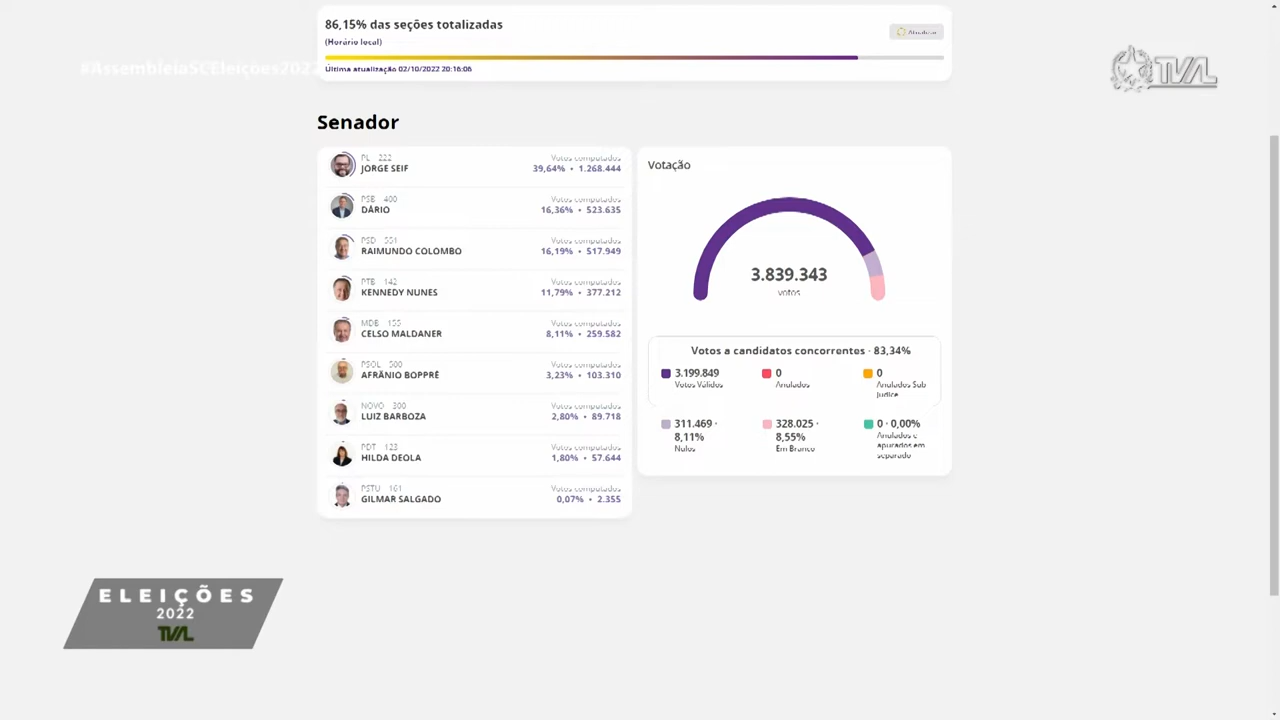 86,15% das seções totalizadas
(Horário local)
Atualizar
#AssembleiaSCEleições2022
Última atualização 02/10/2022 20:16:06
TVAL
Senador
PL 222
JORGE SEIF
Votos computados
39,64% • 1.268.444
PSB 400
DÁRIO
Votos computados
16,36% • 523.635
PSD 551
RAIMUNDO COLOMBO
Votos computados
16,19% • 517.949
PTB 142
KENNEDY NUNES
Votos computados
11,79% • 377.212
MDB 155
CELSO MALDANER
Votos computados
8,11% • 259.582
PSOL 500
AFRÂNIO BOPPRÉ
Votos computados
3,23% • 103.310
NOVO 300
LUIZ BARBOZA
Votos computados
2,80% • 89.718
PDT 123
HILDA DEOLA
Votos computados
1,80% • 57.644
PSTU 161
GILMAR SALGADO
Votos computados
0,07% • 2.355
Votação
3.839.343
votos
Votos a candidatos concorrentes · 83,34%
3.199.849
Votos Válidos
0
Anulados
0
Anulados Sub
Judice
311.469 ·
8,11%
Nulos
328.025 ·
8,55%
Em Branco
0 · 0,00%
Anulados e
apurados em
separado
ELEIÇÕES
2022
TVAL